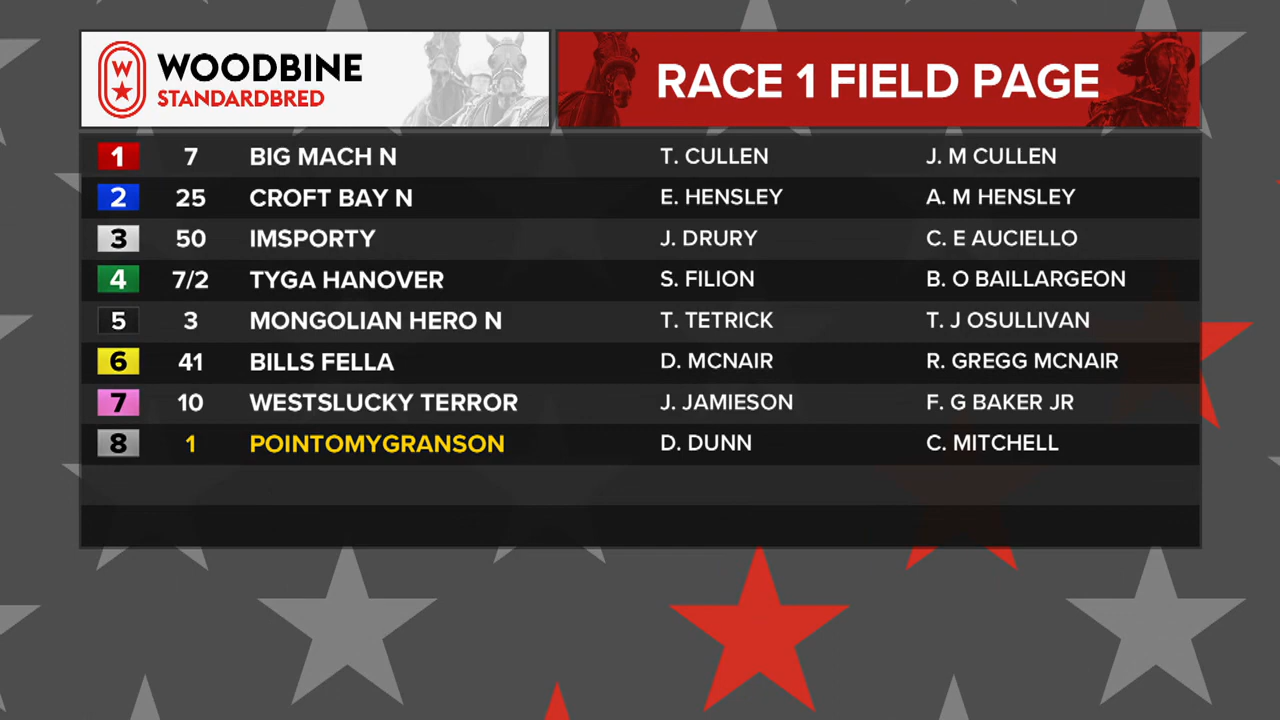 W
WOODBINE
STANDARDBRED
RACE 1 FIELD PAGE
1 7 BIG MACH N T. CULLEN J. M CULLEN
2 25 CROFT BAY N E. HENSLEY A. M HENSLEY
3 50 IMSPORTY J. DRURY C. E AUCIELLO
4 7/2 TYGA HANOVER S. FILION B. O BAILLARGEON
5 3 MONGOLIAN HERO N T. TETRICK T. J OSULLIVAN
6 41 BILLS FELLA D. MCNAIR R. GREGG MCNAIR
7 10 WESTSLUCKY TERROR J. JAMIESON F. G BAKER JR
8 1 POINTOMYGRANSON D. DUNN C. MITCHELL